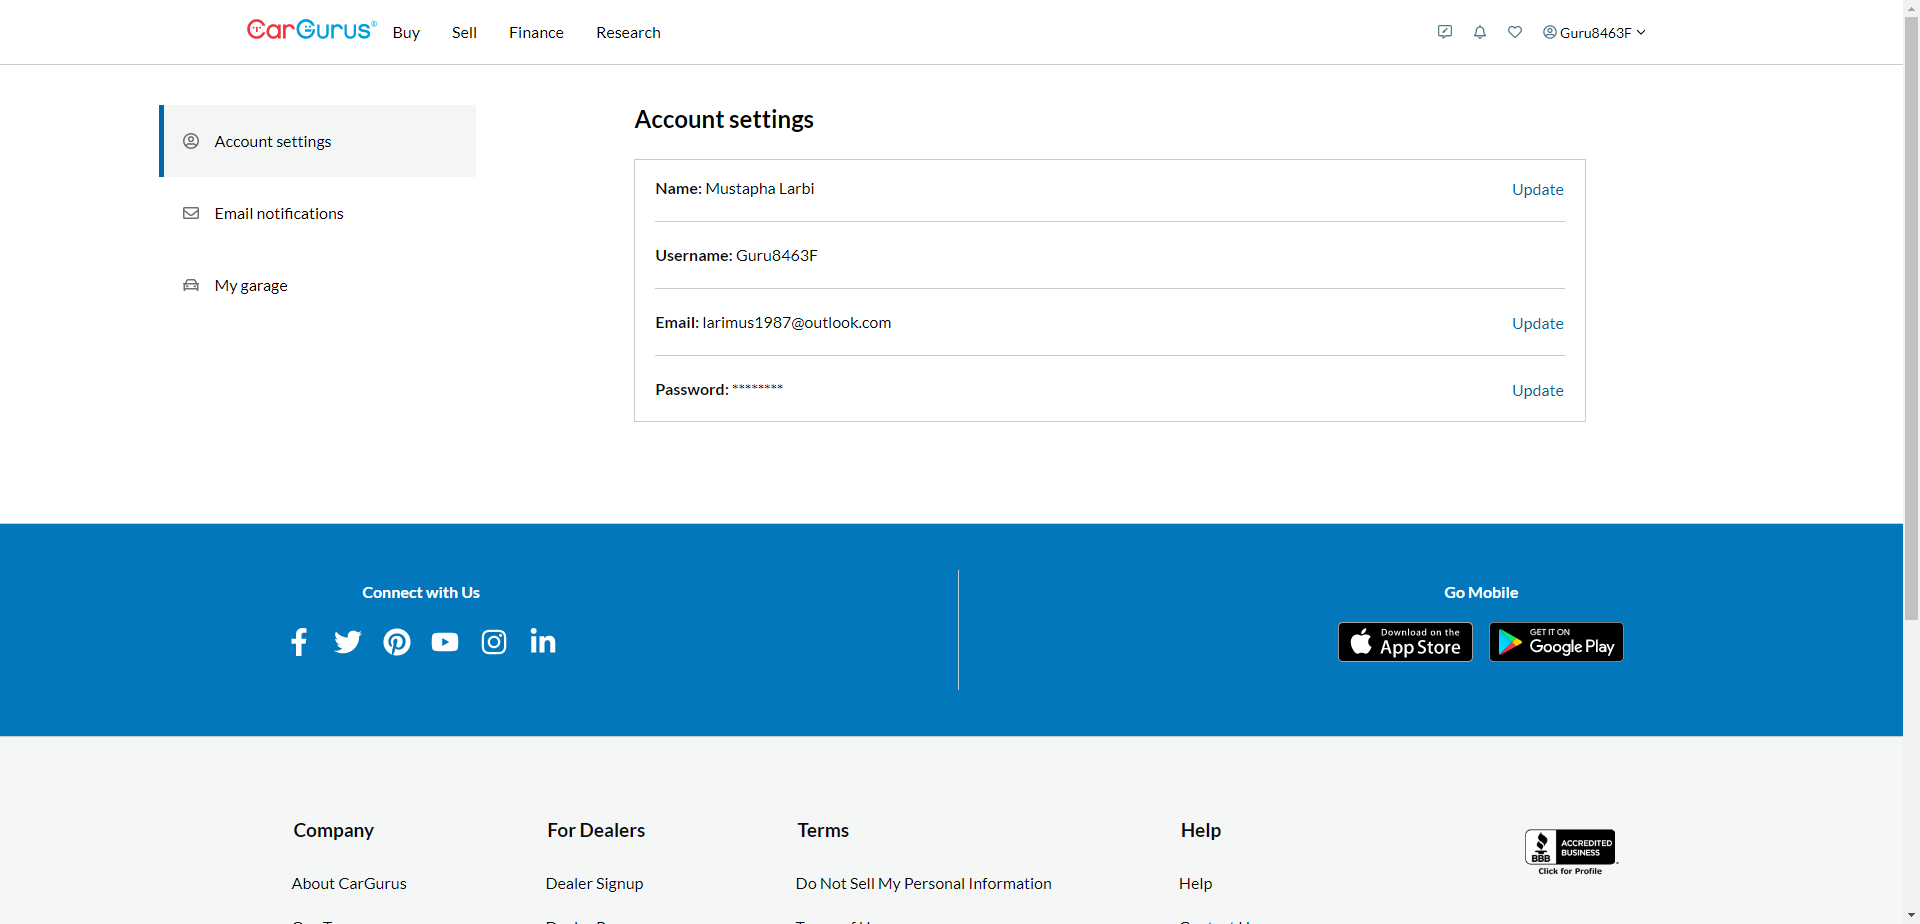 CarGurus®
Buy
Sell
Finance
Research
Guru8463F
Account settings
Email notifications
My garage
Account settings
Name: Mustapha Larbi
Update
Username: Guru8463F
Email: larimus1987@outlook.com
Update
Password: ********
Update
Connect with Us
Go Mobile
Download on the
App Store
GET IT ON
Google Play
Company
For Dealers
Terms
Help
About CarGurus
Dealer Signup
Do Not Sell My Personal Information
Help
BBB
ACCREDITED
BUSINESS
Click for Profile